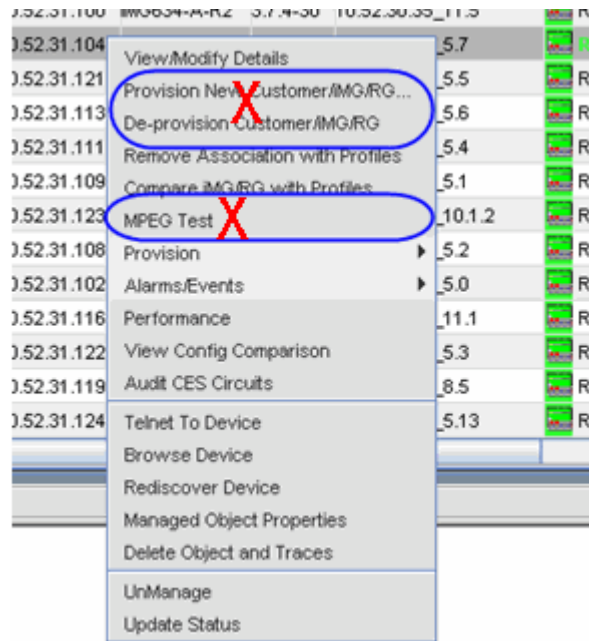 0.52.31.100 iMG634-A-R2 3.7.4-30 10.52.30.35_11.5
0.52.31.104 _5.7
View/Modify Details
0.52.31.121 _5.5
Provision New Customer/iMG/RG...
0.52.31.113 _5.6
De-provision Customer/iMG/RG
0.52.31.111 _5.4
Remove Association with Profiles
0.52.31.109 _5.1
Compare iMG/RG with Profiles
0.52.31.123 _10.1.2
MPEG Test
0.52.31.108 _5.2
Provision
0.52.31.102 _5.0
Alarms/Events
0.52.31.116 _11.1
Performance
0.52.31.122 _5.3
View Config Comparison
0.52.31.119 _8.5
Audit CES Circuits
0.52.31.124 _5.13
Telnet To Device
Browse Device
Rediscover Device
Managed Object Properties
Delete Object and Traces
UnManage
Update Status